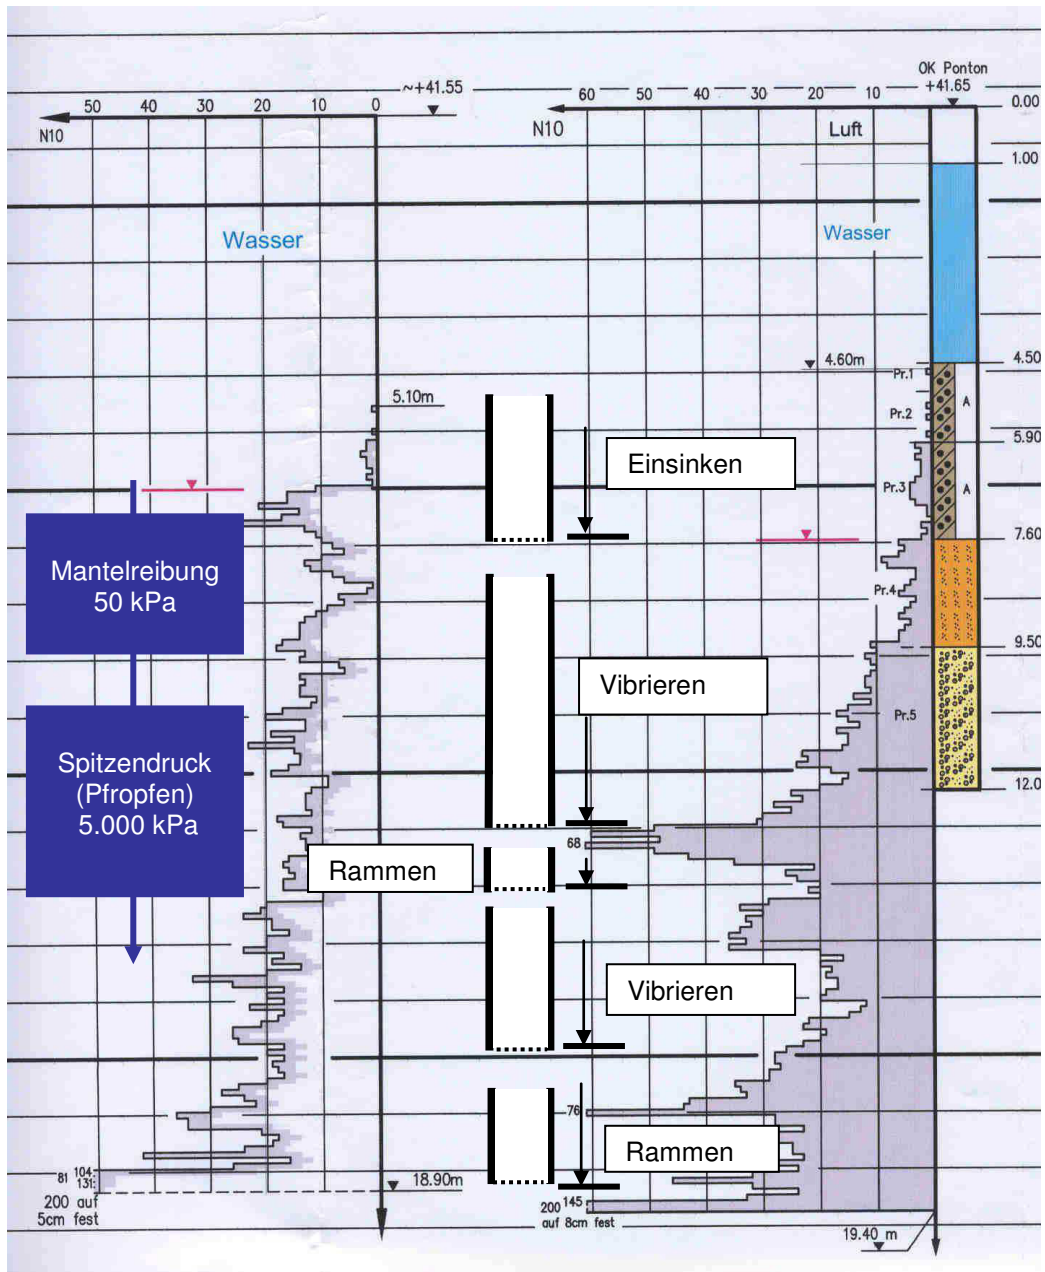 OK Ponton
+41.65
~+41.55
50 40 30 20 10 0
60 50 40 30 20 10
0.00
N10
N10
Luft
1.00
Wasser
Wasser
4.60m
4.50
Pr.1
5.10m
A
Pr.2
5.90
Einsinken
Pr.3
A
7.60
Mantelreibung
50 kPa
Pr.4
9.50
Vibrieren
Pr.5
Spitzendruck
(Pfropfen)
5.000 kPa
12.0
68
Rammen
Vibrieren
76
Rammen
104
81 131
18.90m
200 auf
5cm fest
145
200
auf 8cm fest
19.40 m